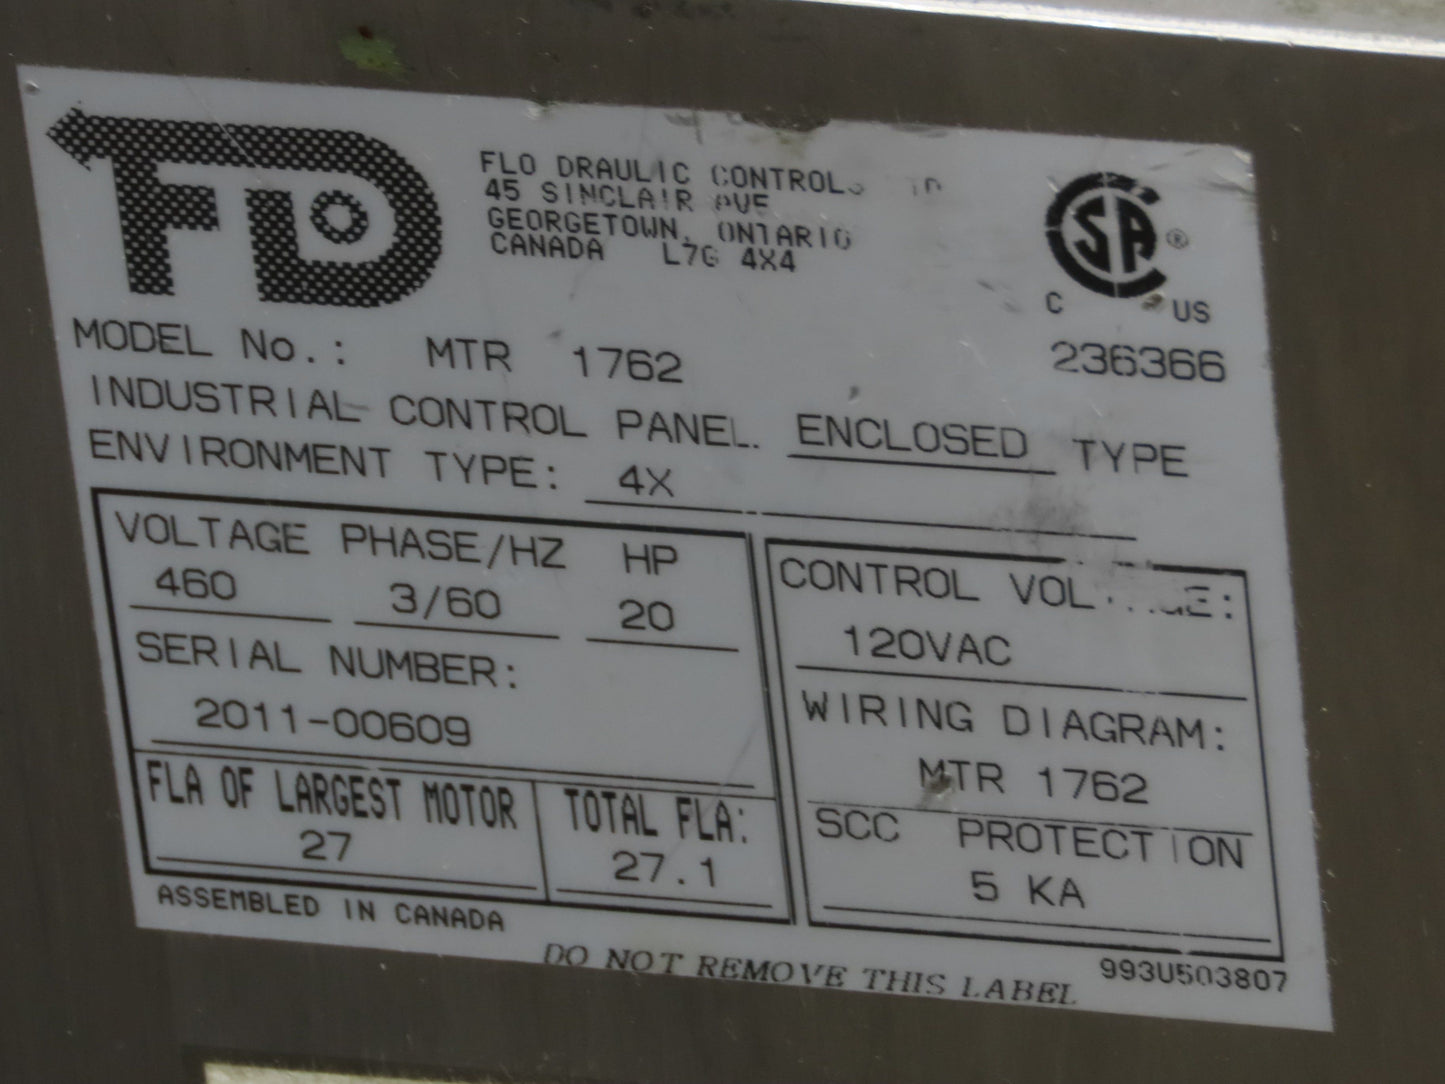 FLO
FLO DRAULIC CONTROLS
45 SINCLAIR AVE
GEORGETOWN, ONTARIO
CANADA L7G 4X4
CSA ®
C US
236366
MODEL No.: MTR 1762
INDUSTRIAL CONTROL PANEL. ENCLOSED TYPE
ENVIRONMENT TYPE: 4X
VOLTAGE PHASE/HZ HP
460 3/60 20
SERIAL NUMBER:
2011-00609
FLA OF LARGEST MOTOR
27
TOTAL FLA:
27.1
CONTROL VOLTAGE:
120VAC
WIRING DIAGRAM:
MTR 1762
SCC PROTECTION
5 KA
ASSEMBLED IN CANADA
DO NOT REMOVE THIS LABEL
993U503807